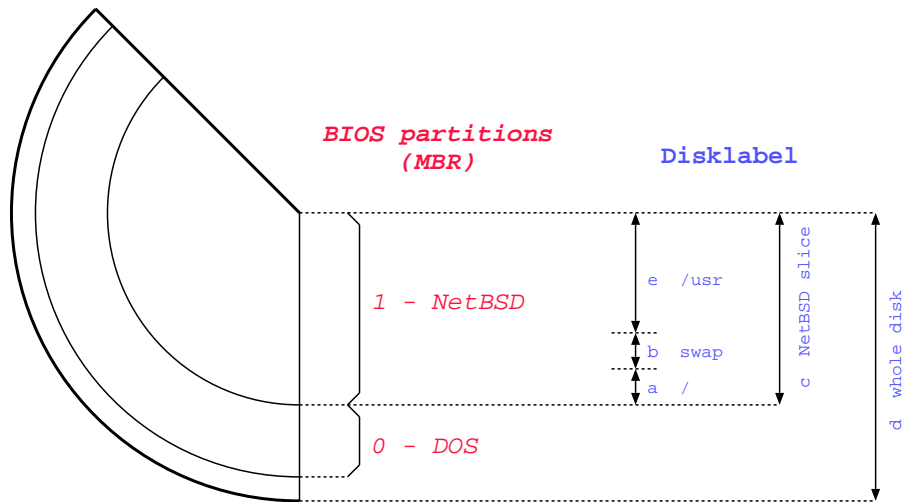 BIOS partitions
(MBR)
Disklabel
1 - NetBSD
0 - DOS
e /usr
b swap
a /
c NetBSD slice
d whole disk